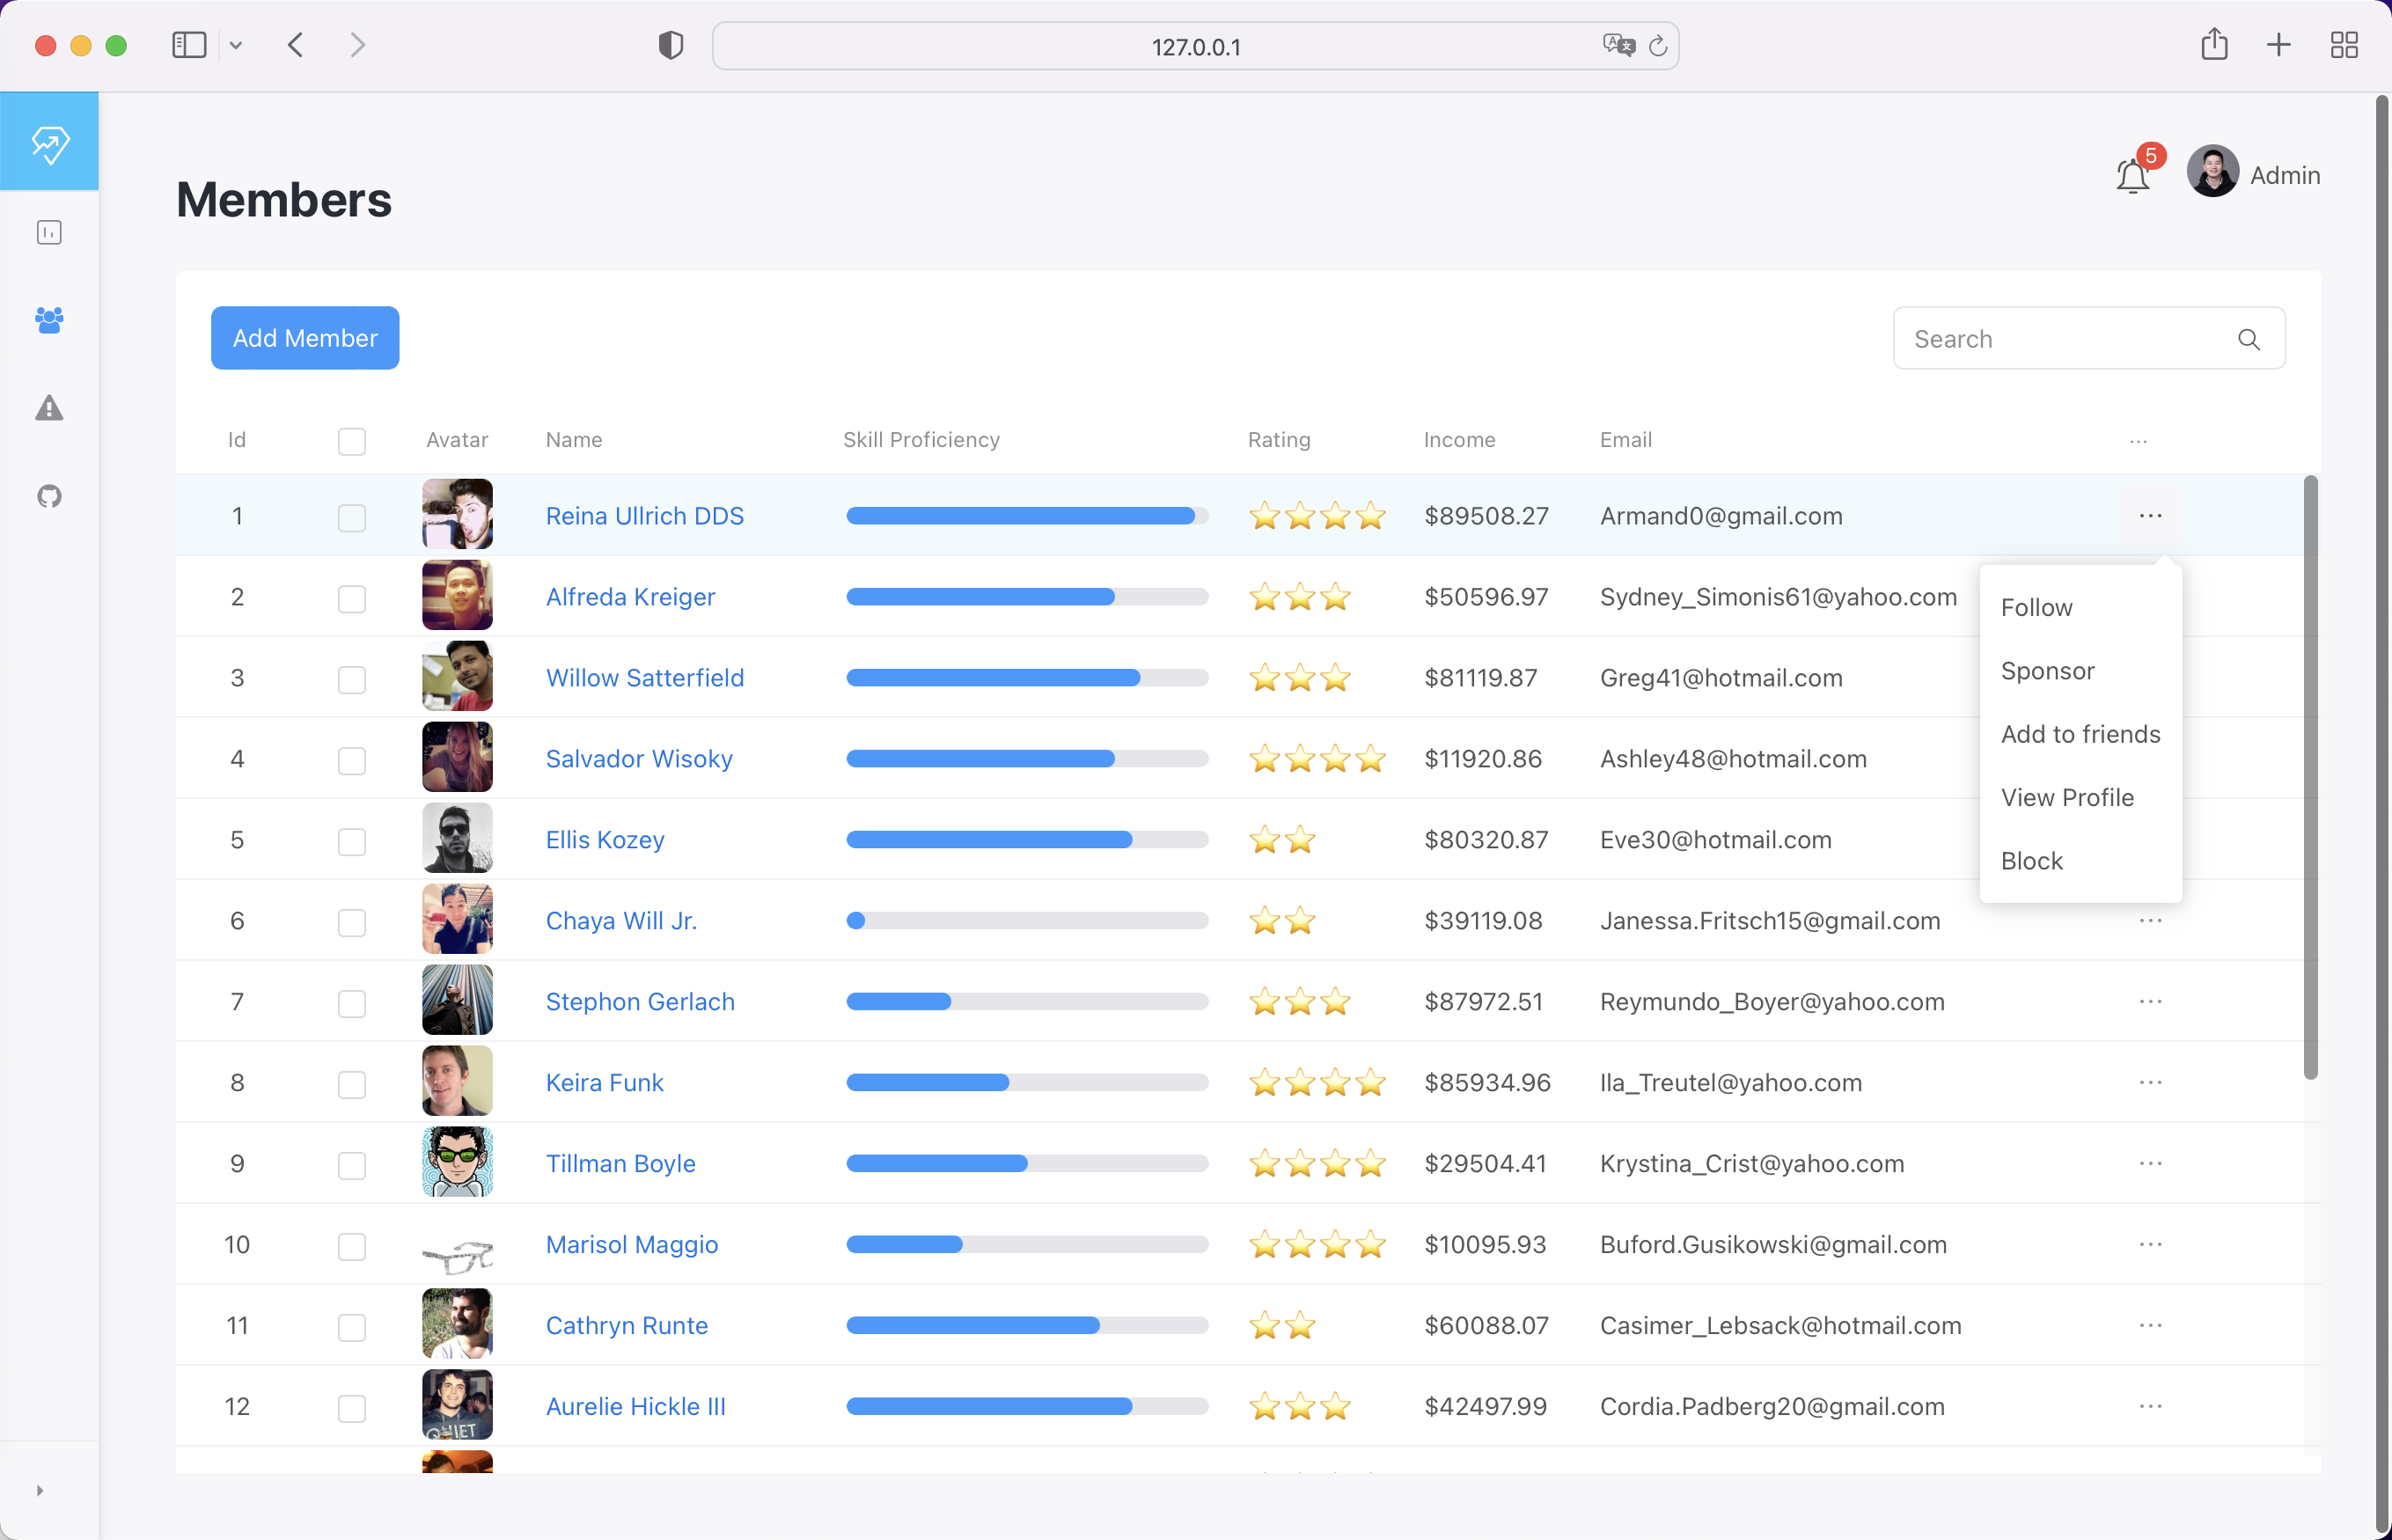 127.0.0.1
5
Admin
Members
Add Member
Search
Id Avatar Name Skill Proficiency Rating Income Email ...
1 Reina Ullrich DDS $89508.27 Armand0@gmail.com ...
2 Alfreda Kreiger $50596.97 Sydney_Simonis61@yahoo.com
3 Willow Satterfield $81119.87 Greg41@hotmail.com
4 Salvador Wisoky $11920.86 Ashley48@hotmail.com
5 Ellis Kozey $80320.87 Eve30@hotmail.com
Follow
Sponsor
Add to friends
View Profile
Block
6 Chaya Will Jr. $39119.08 Janessa.Fritsch15@gmail.com ...
7 Stephon Gerlach $87972.51 Reymundo_Boyer@yahoo.com ...
8 Keira Funk $85934.96 Ila_Treutel@yahoo.com ...
9 Tillman Boyle $29504.41 Krystina_Crist@yahoo.com ...
10 Marisol Maggio $10095.93 Buford.Gusikowski@gmail.com ...
11 Cathryn Runte $60088.07 Casimer_Lebsack@hotmail.com ...
12 Aurelie Hickle III $42497.99 Cordia.Padberg20@gmail.com ...